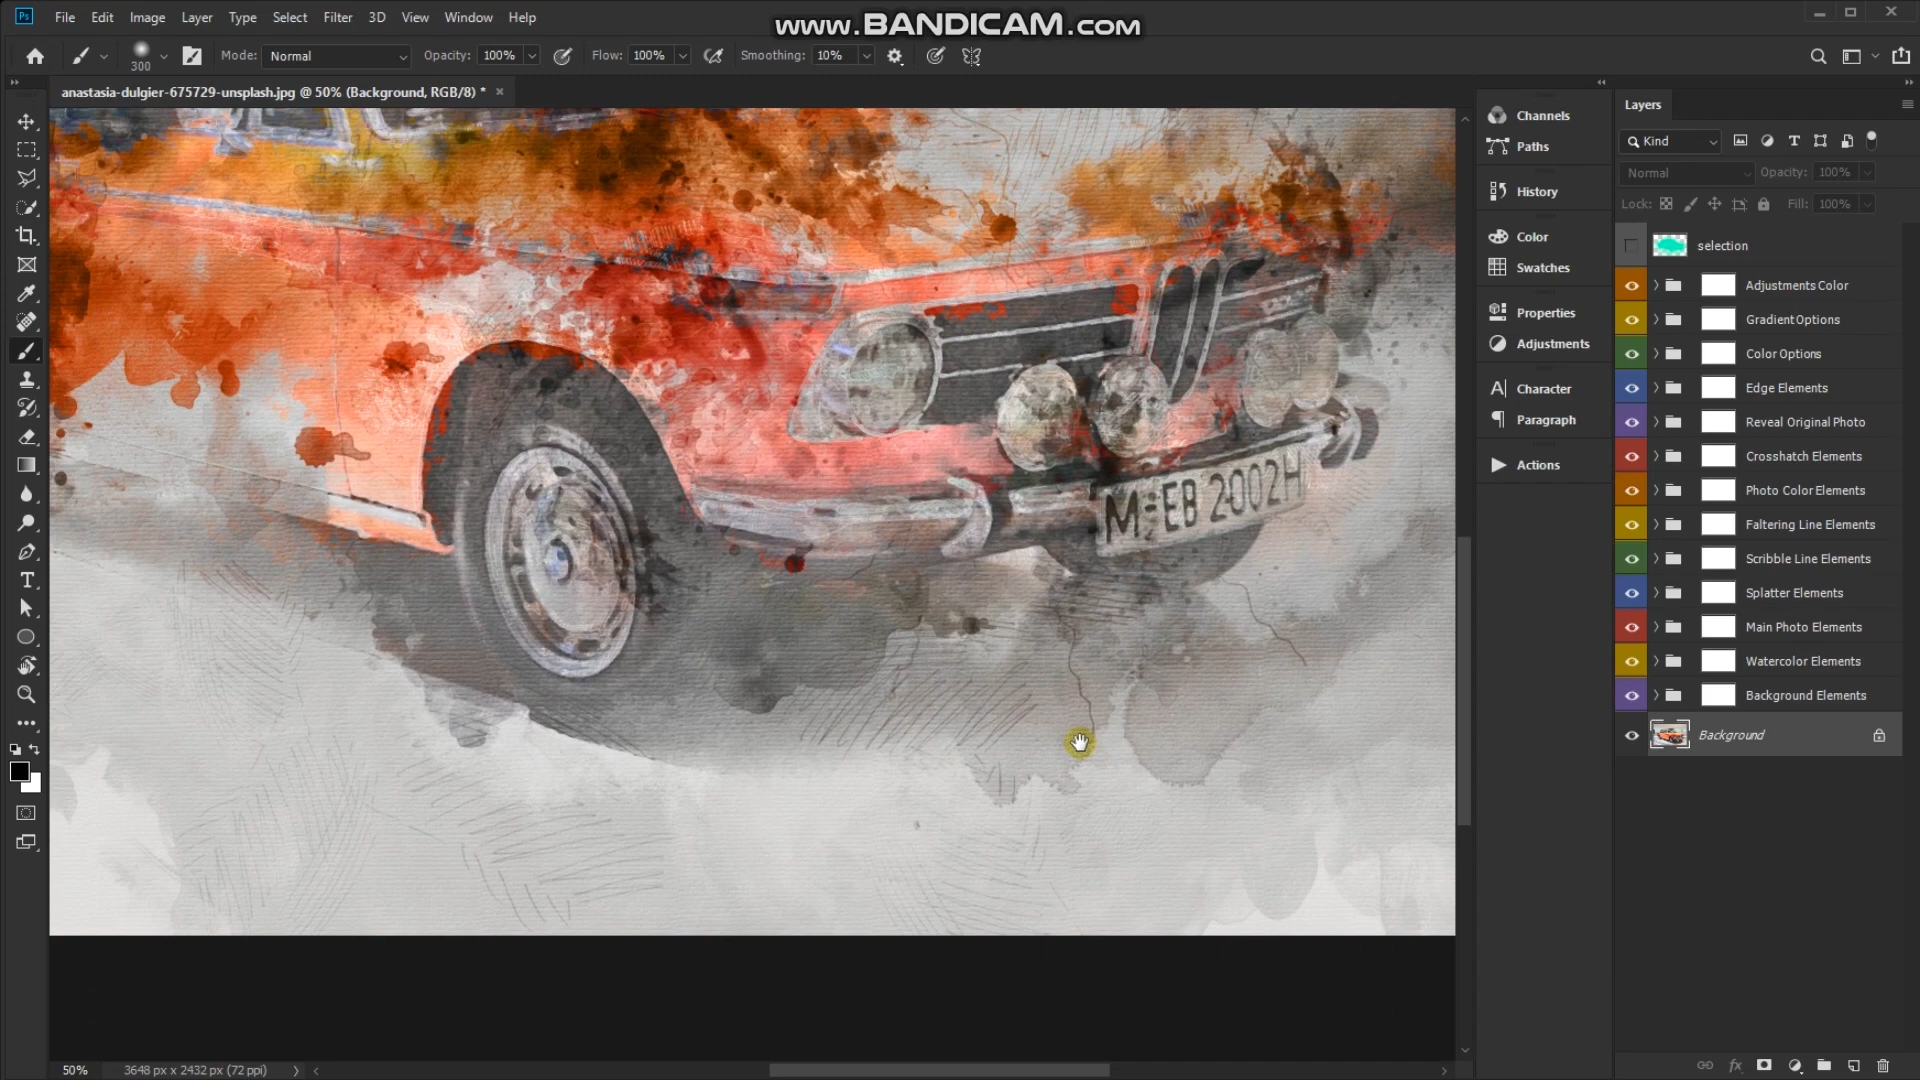 Ps File Edit Image Layer Type Select Filter 3D View Window Help
www.BANDICAM.com
300 Mode: Normal Opacity: 100% Flow: 100% Smoothing: 10%
anastasia-dulgier-675729-unsplash.jpg @ 50% (Background, RGB/8) *
Channels
Paths
History
Color
Swatches
Properties
Adjustments
Character
Paragraph
Actions
Layers
Kind
Normal Opacity: 100%
Lock: Fill: 100%
selection
Adjustments Color
Gradient Options
Color Options
Edge Elements
Reveal Original Photo
Crosshatch Elements
Photo Color Elements
Faltering Line Elements
Scribble Line Elements
Splatter Elements
Main Photo Elements
Watercolor Elements
Background Elements
Background
M EB 2002H
50% 3648 px x 2432 px (72 ppi)